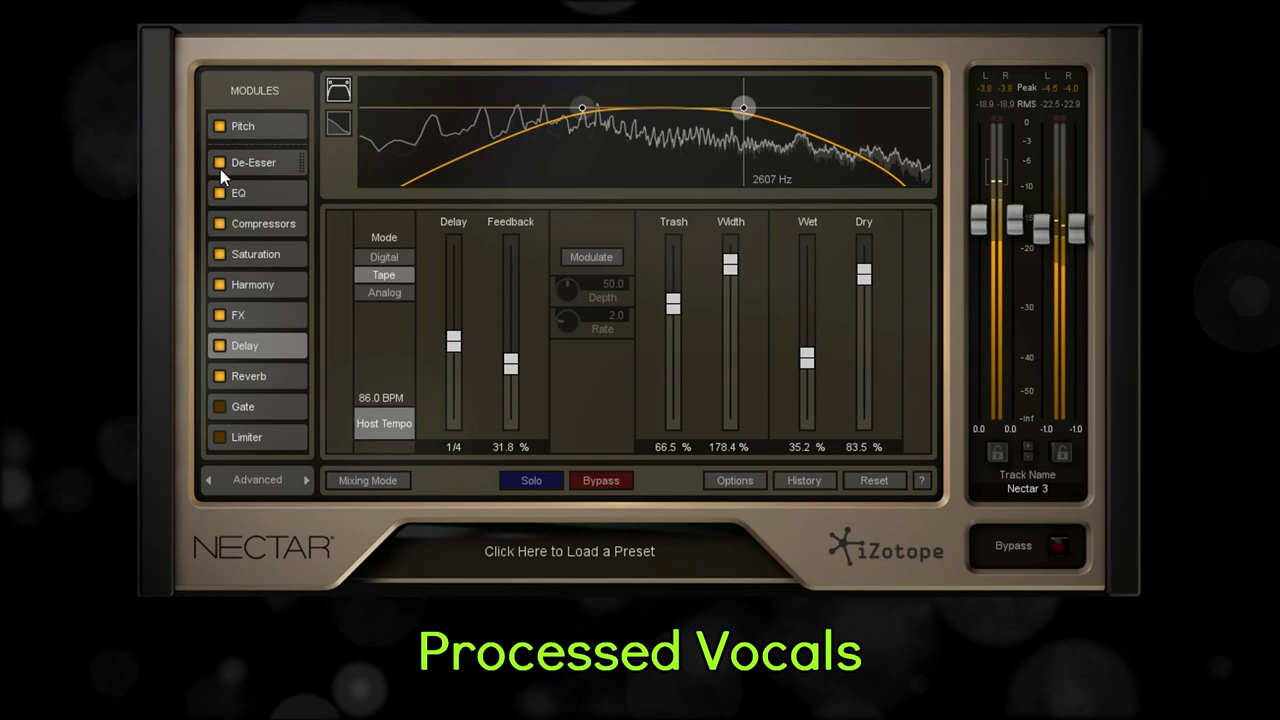 MODULES
Pitch
De-Esser
EQ
Compressors
Saturation
Harmony
FX
Delay
Reverb
Gate
Limiter
Advanced
2607 Hz
Mode
Digital
Tape
Analog
86.0 BPM
Host Tempo
Delay Feedback
1/4 31.8 %
Modulate
50.0
Depth
2.0
Rate
Trash Width
66.5 % 178.4 %
Wet Dry
35.2 % 83.5 %
Mixing Mode Solo Bypass Options History Reset ?
L R L R
-3.8 -3.8 Peak -4.5 -4.0
-18.9 -18.9 RMS -22.5 -22.9
0
-3
-6
-10
-15
-20
-30
-40
-50
-Inf
0.0 0.0 -1.0 -1.0
Track Name
Nectar 3
Bypass
NECTAR®
Click Here to Load a Preset
iZotope
Processed Vocals